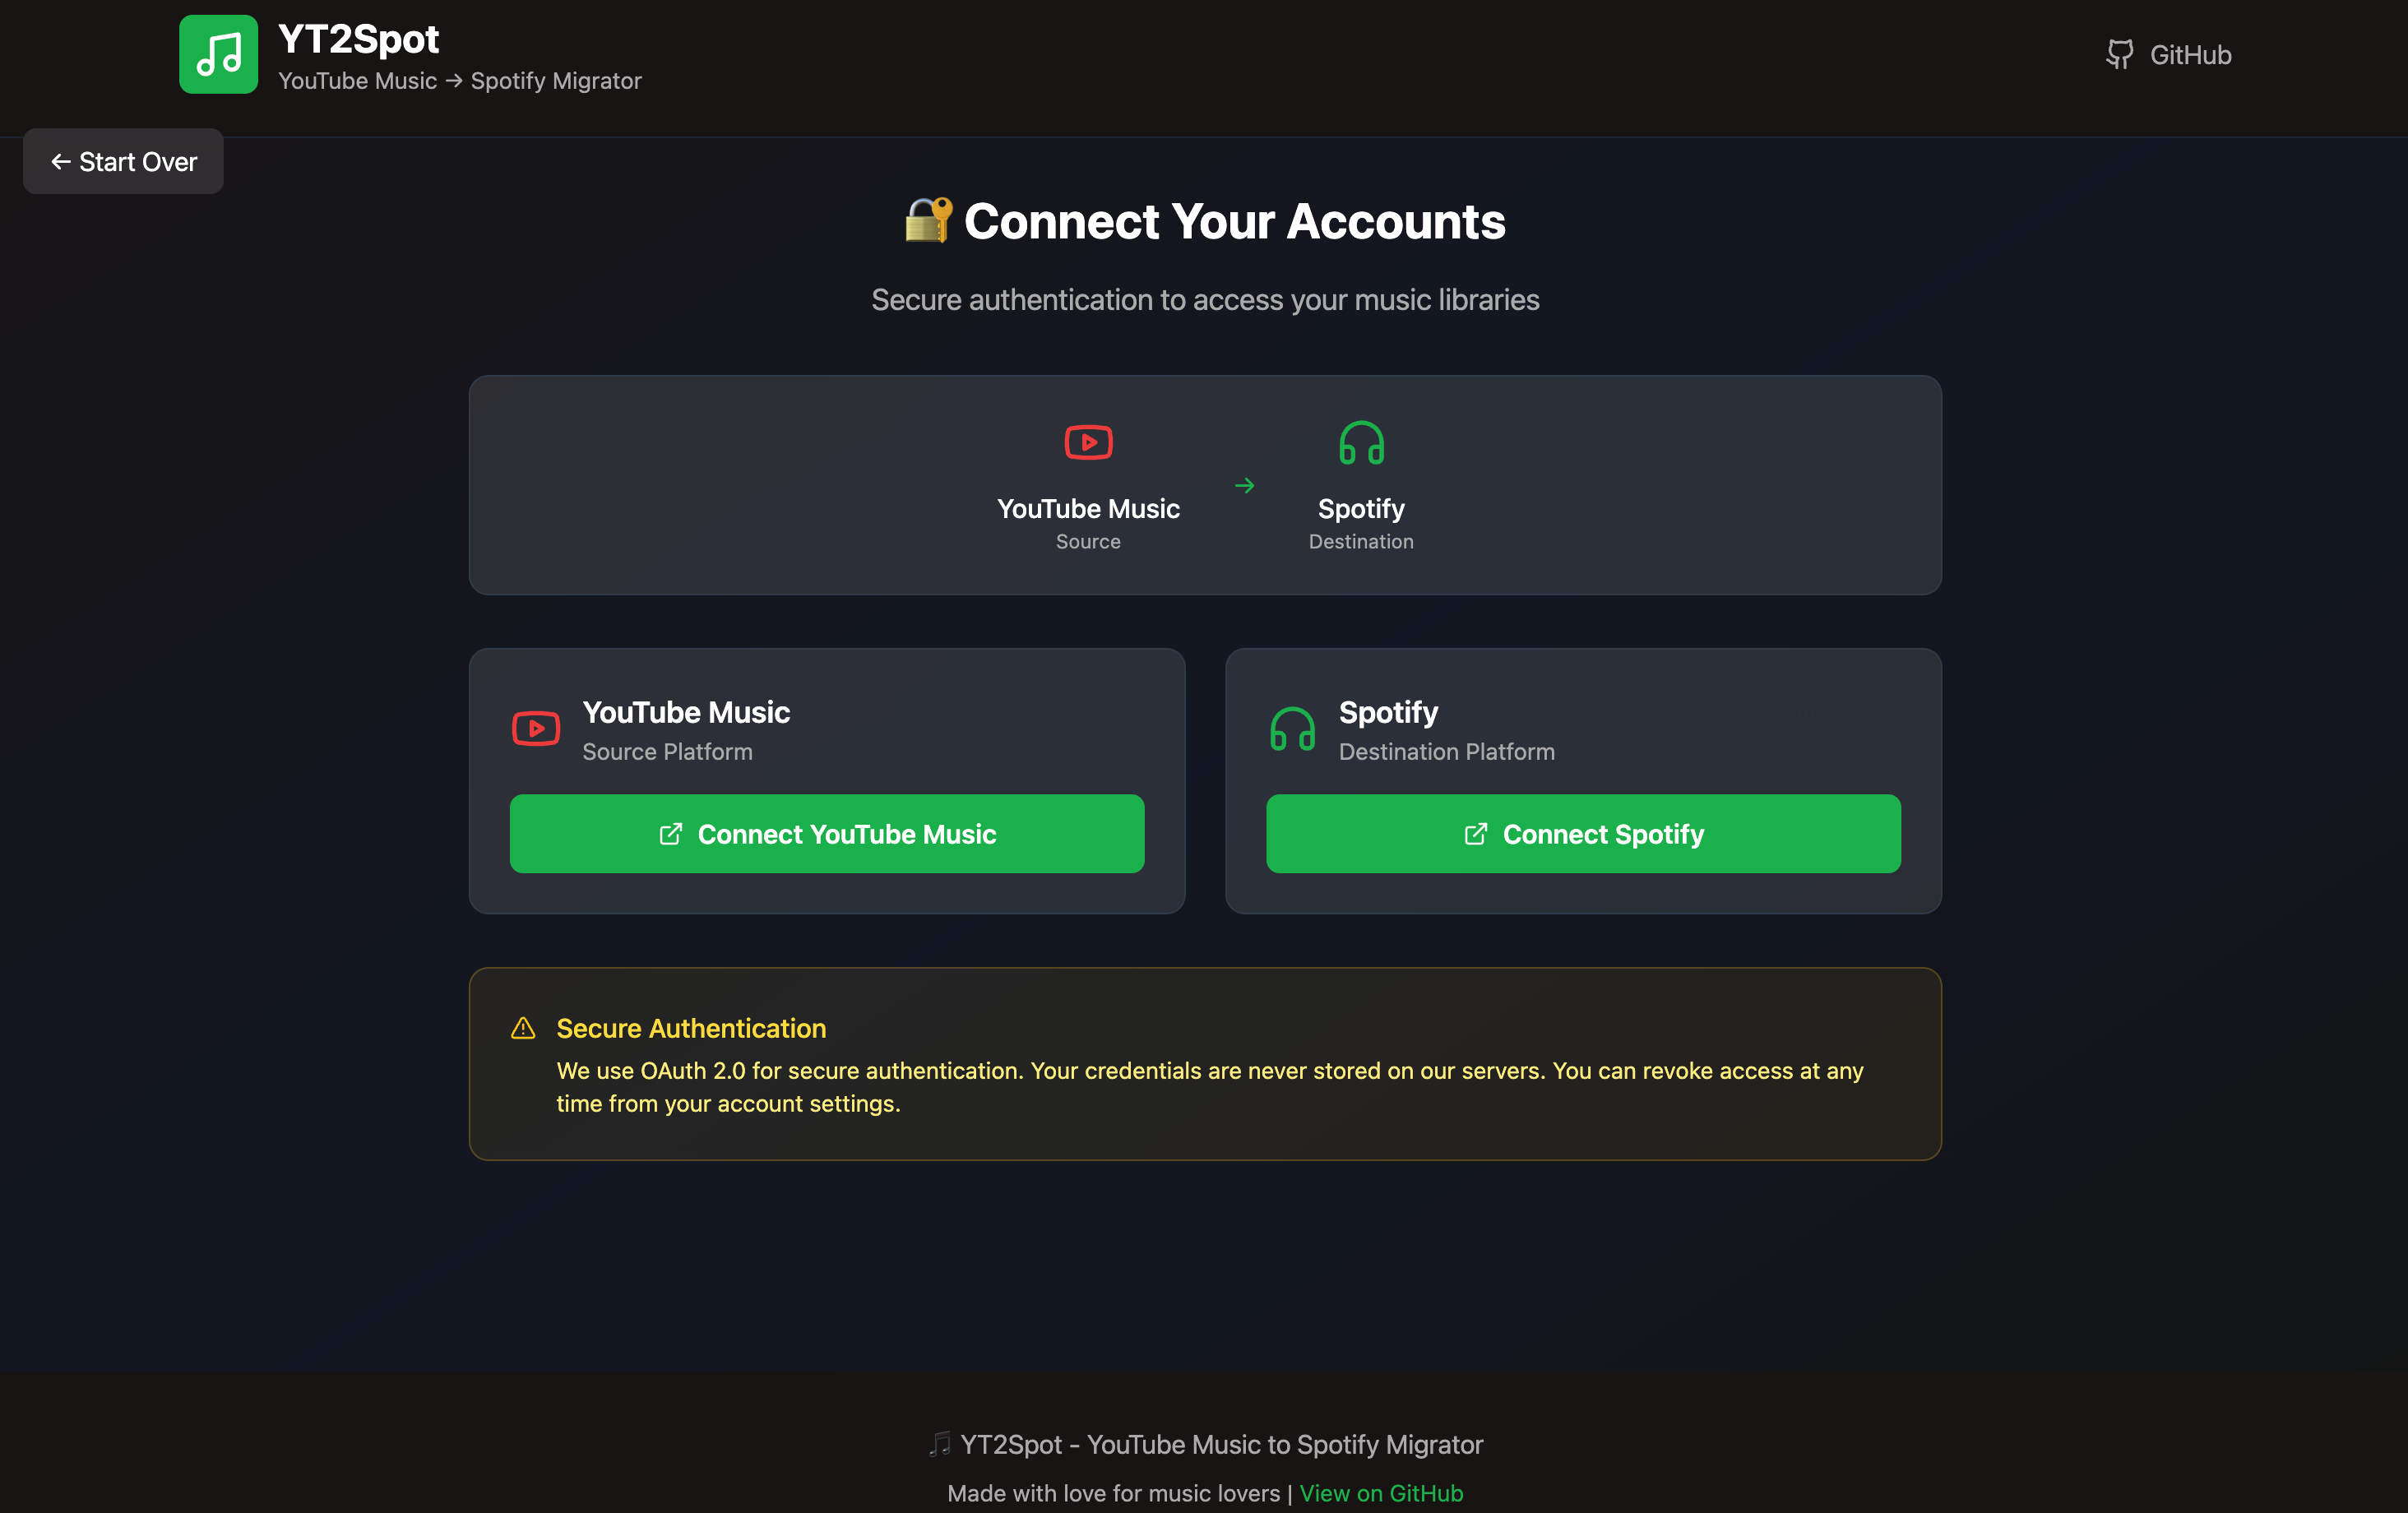 YT2Spot
YouTube Music → Spotify Migrator
GitHub
← Start Over
🔐 Connect Your Accounts
Secure authentication to access your music libraries
YouTube Music
Source
→
Spotify
Destination
YouTube Music
Source Platform
Connect YouTube Music
Spotify
Destination Platform
Connect Spotify
Secure Authentication
We use OAuth 2.0 for secure authentication. Your credentials are never stored on our servers. You can revoke access at any
time from your account settings.
🎵 YT2Spot - YouTube Music to Spotify Migrator
Made with love for music lovers | View on GitHub